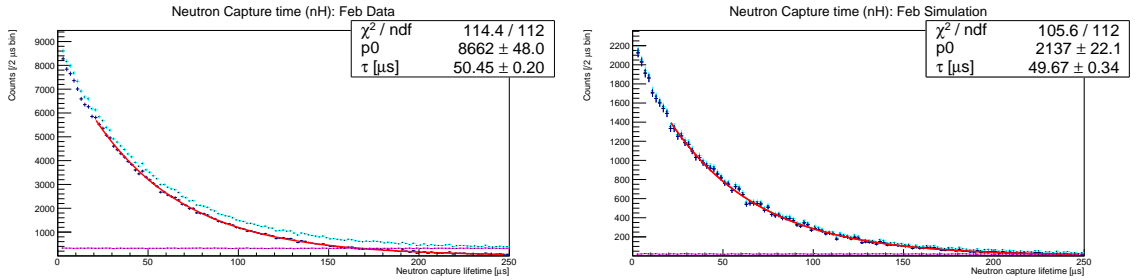 Neutron Capture time (nH): Feb Data
χ² / ndf 114.4 / 112
p0 8662 ± 48.0
τ [μs] 50.45 ± 0.20
Counts [/2 μs bin]
9000
8000
7000
6000
5000
4000
3000
2000
1000
0 50 100 150 200 250
Neutron capture lifetime [μs]
Neutron Capture time (nH): Feb Simulation
χ² / ndf 105.6 / 112
p0 2137 ± 22.1
τ [μs] 49.67 ± 0.34
Counts [/2 μs bin]
2200
2000
1800
1600
1400
1200
1000
800
600
400
200
0 50 100 150 200 250
Neutron capture lifetime [μs]